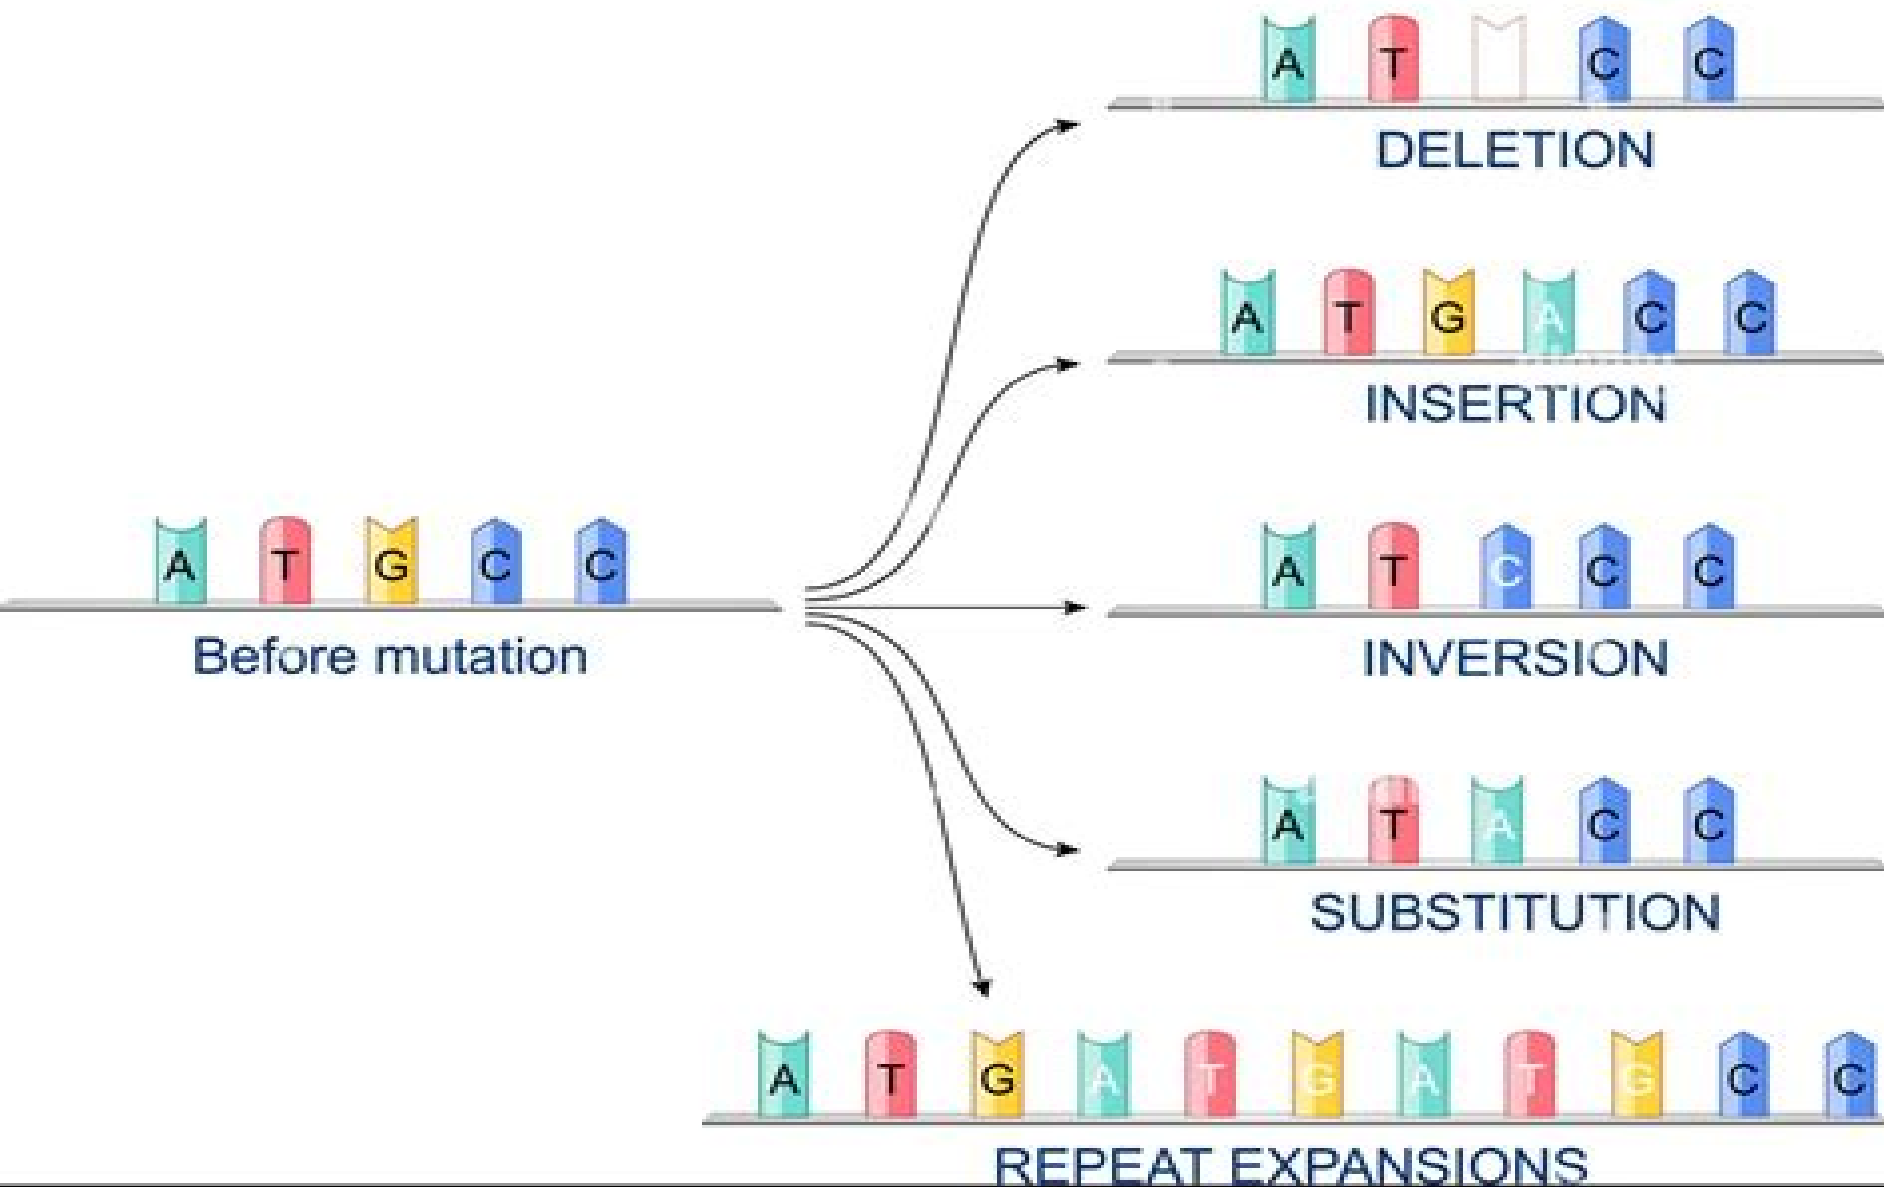 A T C C
DELETION
A T G A C C
INSERTION
A T G C C
Before mutation
A T C C C
INVERSION
A T A C C
SUBSTITUTION
A T G A T G A T G C C
REPEAT EXPANSIONS